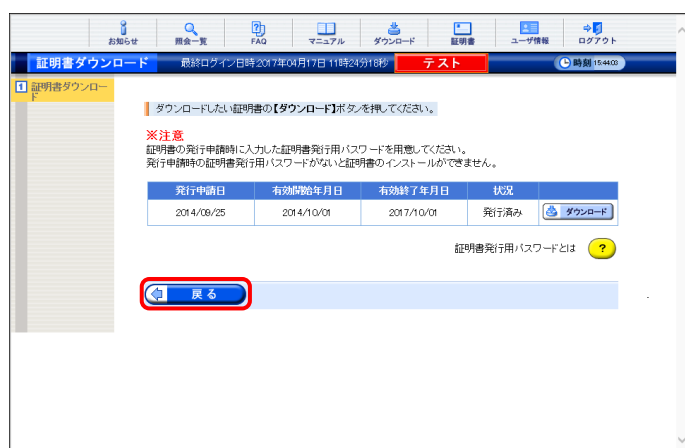 お知らせ 照会一覧 FAQ マニュアル ダウンロード 証明書 ユーザ情報 ログアウト
証明書ダウンロード 最終ログイン日時:2017年04月17日 11時24分18秒 テスト 時刻 15:44:03
1 証明書ダウンロー
ド
ダウンロードしたい証明書の【ダウンロード】ボタンを押してください。
※注意
証明書の発行申請時に入力した証明書発行用パスワードを用意してください。
発行申請時の証明書発行用パスワードがないと証明書のインストールができません。
発行申請日 有効開始年月日 有効終了年月日 状況
2014/09/25 2014/10/01 2017/10/01 発行済み ダウンロード
証明書発行用パスワードとは ?
戻る